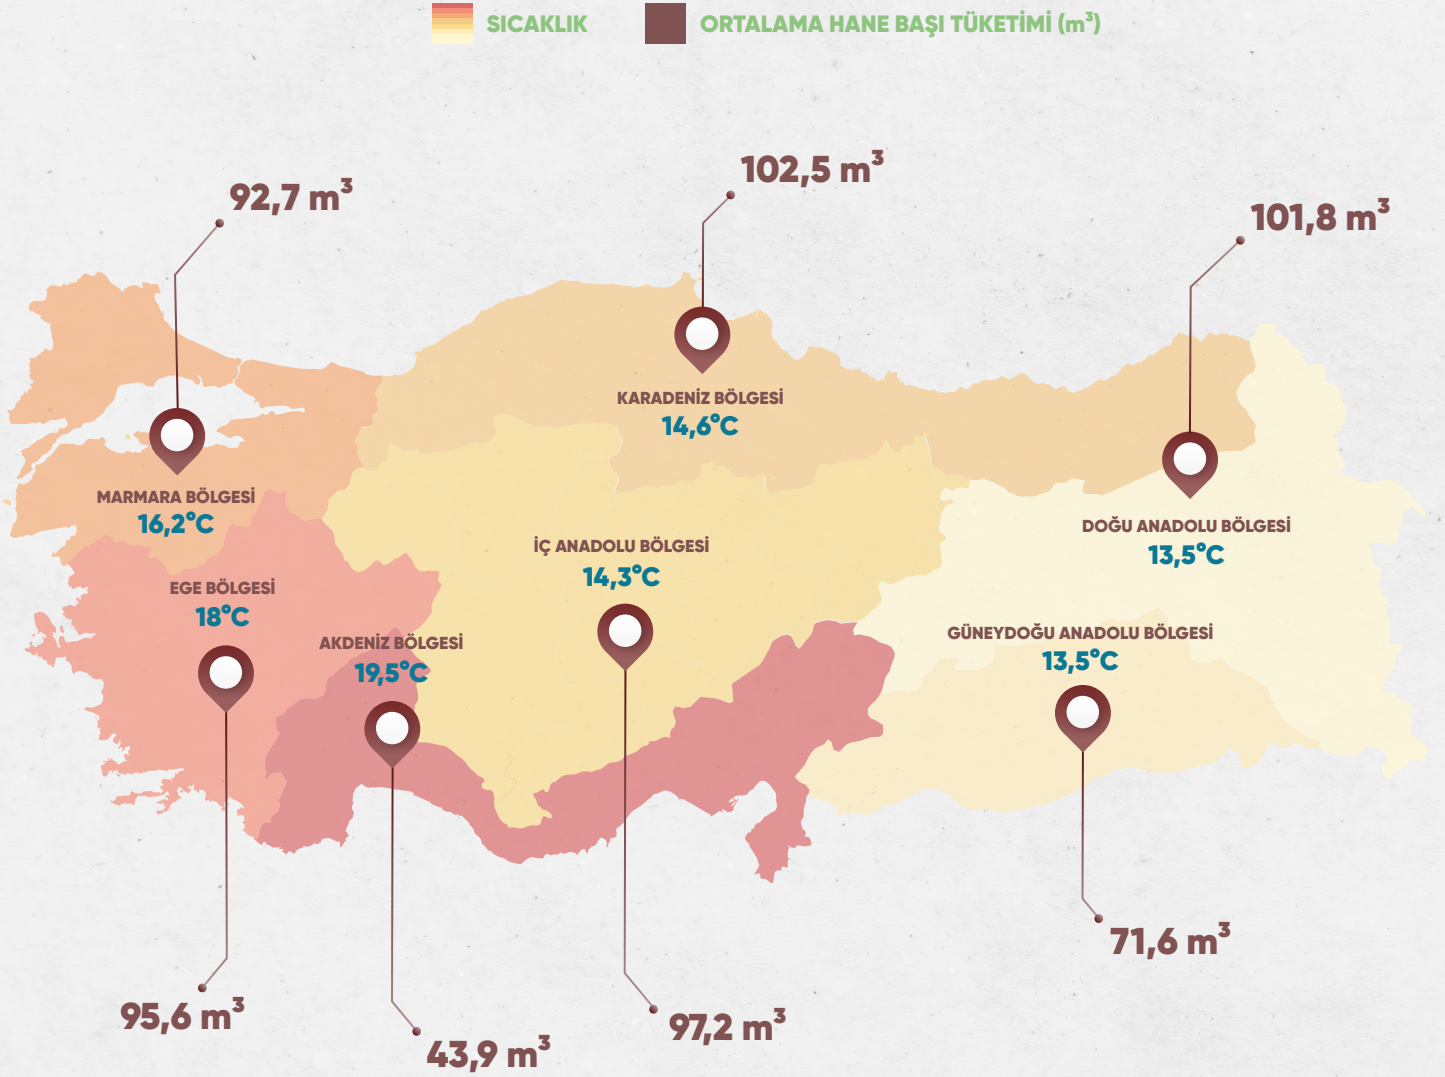 SICAKLIK
ORTALAMA HANE BAŞI TÜKETİMİ (m³)
92,7 m³
102,5 m³
101,8 m³
KARADENİZ BÖLGESİ
14,6°C
MARMARA BÖLGESİ
16,2°C
DOĞU ANADOLU BÖLGESİ
13,5°C
İÇ ANADOLU BÖLGESİ
14,3°C
EGE BÖLGESİ
18°C
AKDENİZ BÖLGESİ
19,5°C
GÜNEYDOĞU ANADOLU BÖLGESİ
13,5°C
71,6 m³
95,6 m³
97,2 m³
43,9 m³